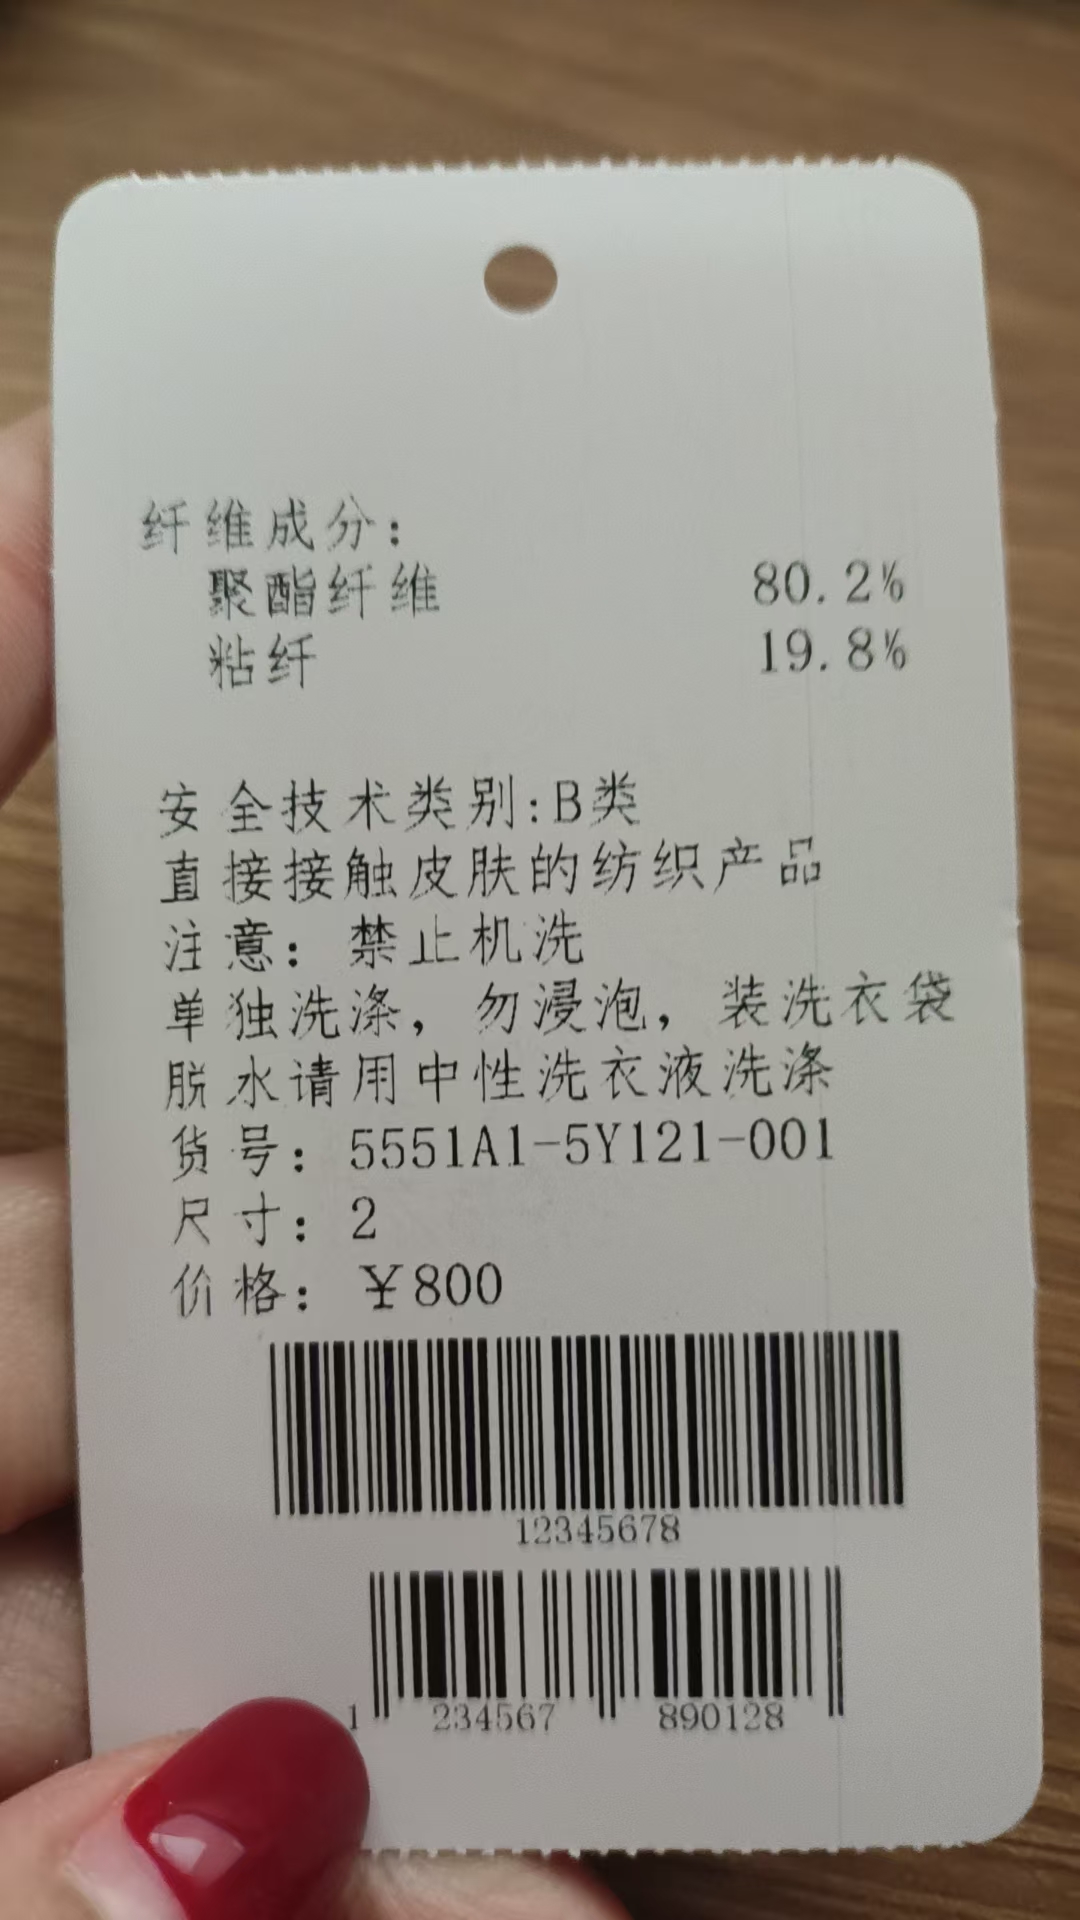 纤维成分：
聚酯纤维 80.2%
粘纤 19.8%
安全技术类别:B类
直接接触皮肤的纺织产品
注意：禁止机洗
单独洗涤，勿浸泡，装洗衣袋
脱水请用中性洗衣液洗涤
货号：5551A1-5Y121-001
尺寸：2
价格：¥800
12345678
1 234567 890128